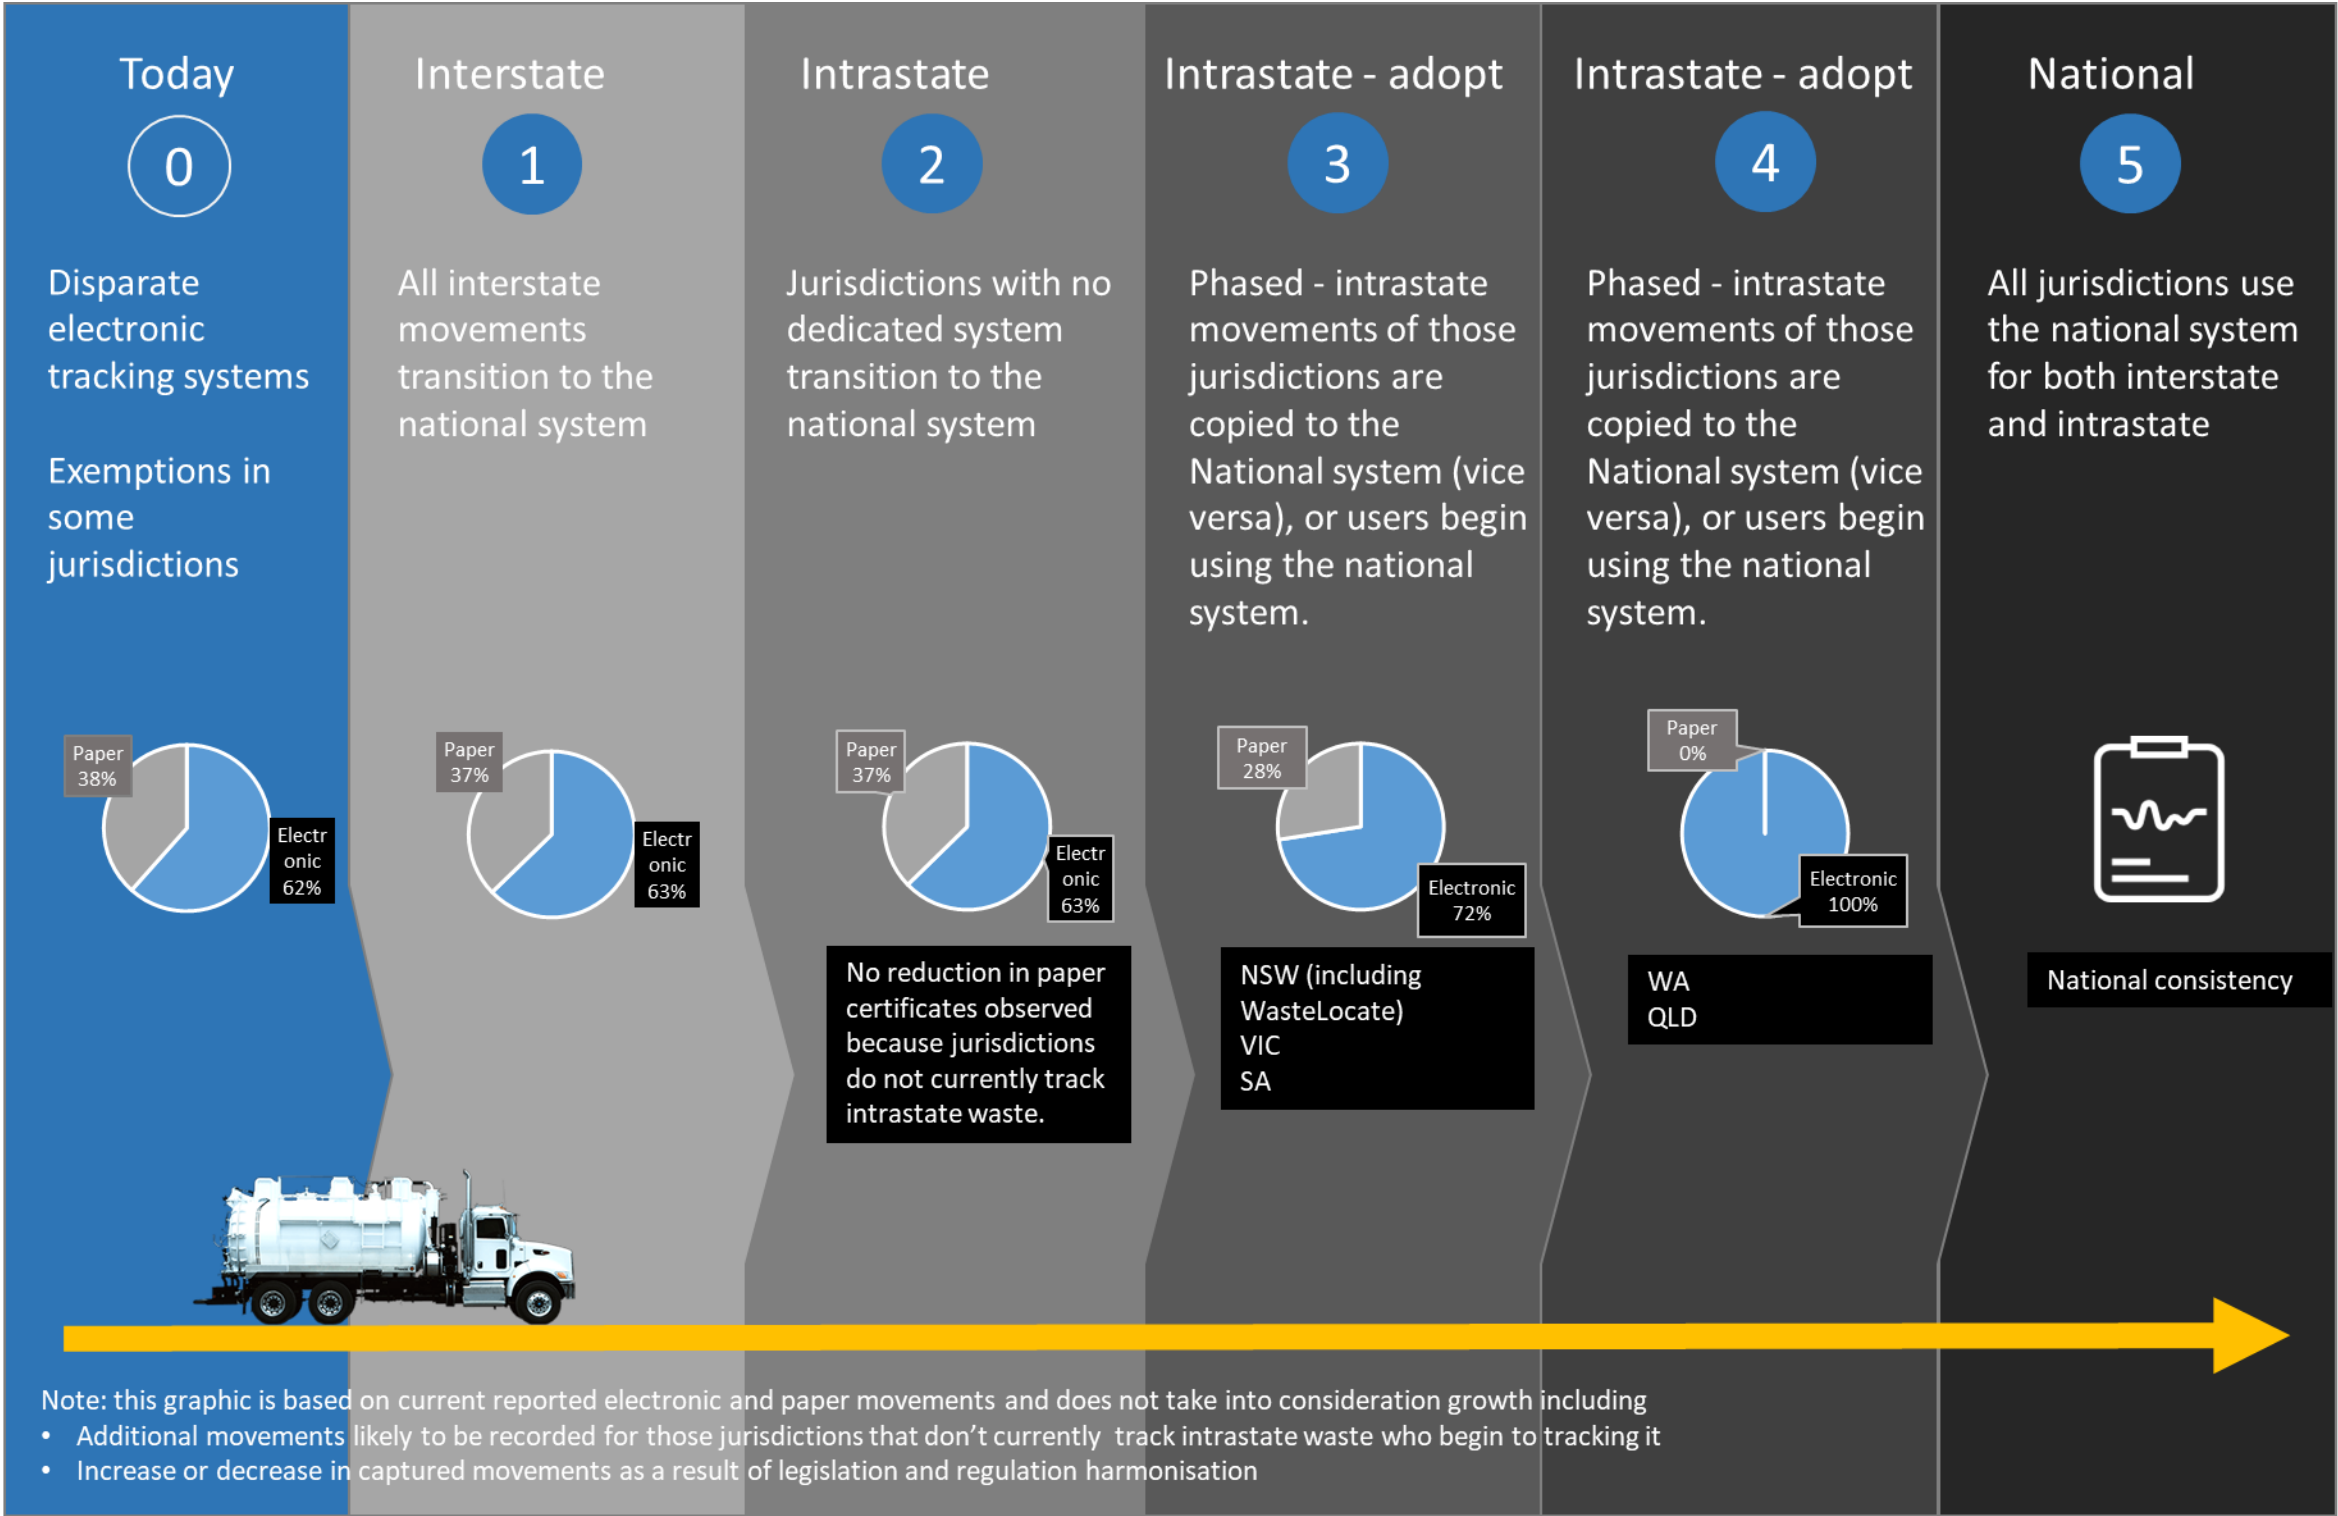 Today
0
Disparate
electronic
tracking systems
Exemptions in
some
jurisdictions
Paper
38%
Electr
onic
62%
Interstate
1
All interstate
movements
transition to the
national system
Paper
37%
Electr
onic
63%
Intrastate
2
Jurisdictions with no
dedicated system
transition to the
national system
Paper
37%
Electr
onic
63%
No reduction in paper
certificates observed
because jurisdictions
do not currently track
intrastate waste.
Intrastate - adopt
3
Phased - intrastate
movements of those
jurisdictions are
copied to the
National system (vice
versa), or users begin
using the national
system.
Paper
28%
Electronic
72%
NSW (including
WasteLocate)
VIC
SA
Intrastate - adopt
4
Phased - intrastate
movements of those
jurisdictions are
copied to the
National system (vice
versa), or users begin
using the national
system.
Paper
0%
Electronic
100%
WA
QLD
National
5
All jurisdictions use
the national system
for both interstate
and intrastate
National consistency
Note: this graphic is based on current reported electronic and paper movements and does not take into consideration growth including
• Additional movements likely to be recorded for those jurisdictions that don't currently track intrastate waste who begin to tracking it
• Increase or decrease in captured movements as a result of legislation and regulation harmonisation